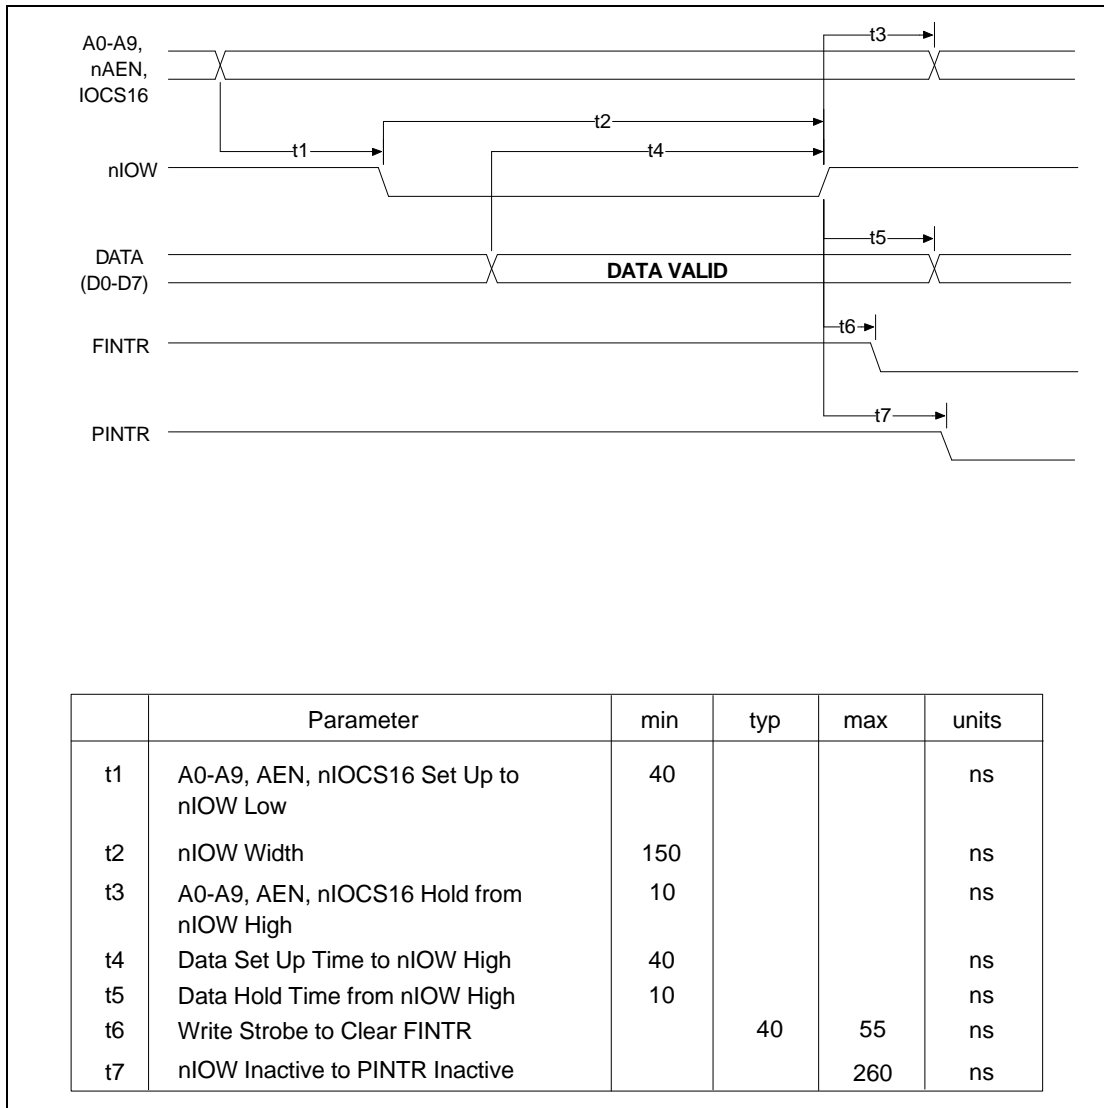 A0-A9,
nAEN,
IOCS16
t3
t2
t1
t4
nIOW
t5
DATA
(D0-D7)
DATA VALID
t6
FINTR
t7
PINTR
Parameter min typ max units
t1 A0-A9, AEN, nIOCS16 Set Up to 40 ns
nIOW Low
t2 nIOW Width 150 ns
t3 A0-A9, AEN, nIOCS16 Hold from 10 ns
nIOW High
t4 Data Set Up Time to nIOW High 40 ns
t5 Data Hold Time from nIOW High 10 ns
t6 Write Strobe to Clear FINTR 40 55 ns
t7 nIOW Inactive to PINTR Inactive 260 ns